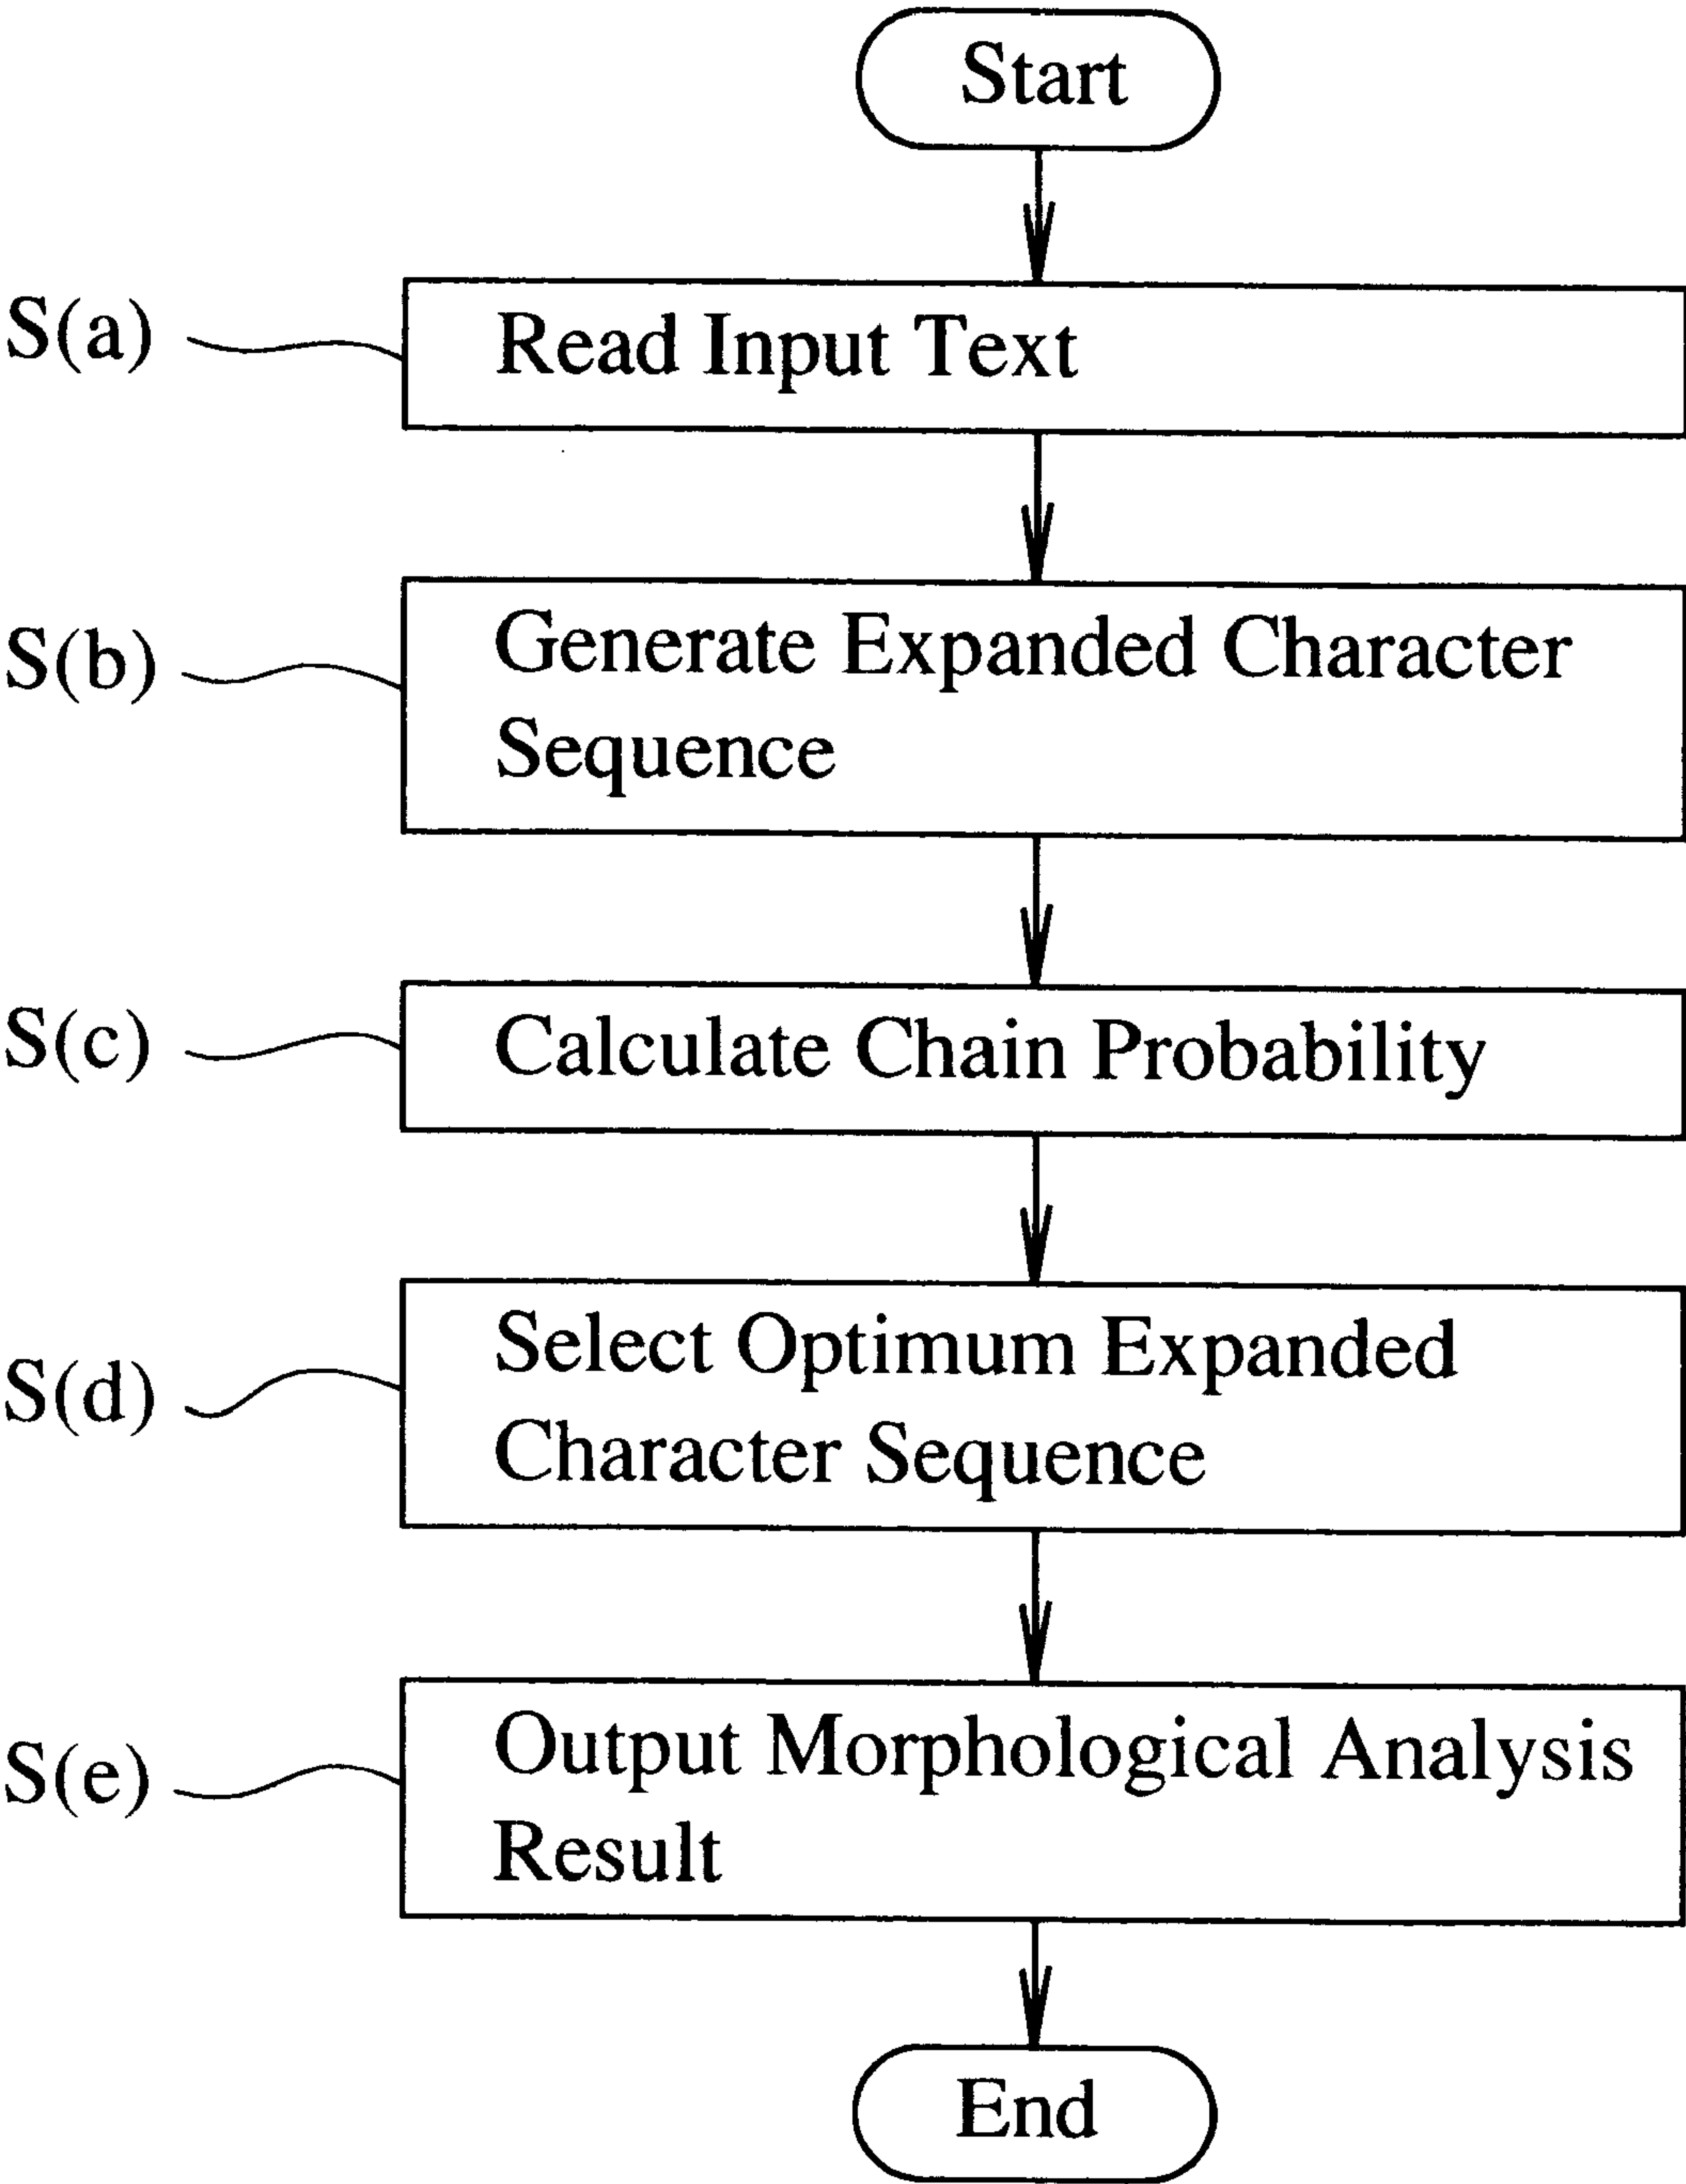 Start
S(a)
Read Input Text
S(b)
Generate Expanded Character
Sequence
S(c)
Calculate Chain Probability
S(d)
Select Optimum Expanded
Character Sequence
S(e)
Output Morphological Analysis
Result
End